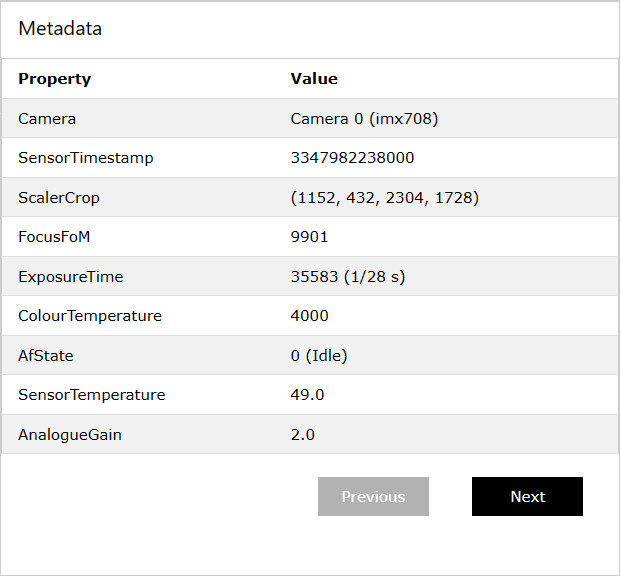 Metadata
Property Value
Camera Camera 0 (imx708)
SensorTimestamp 3347982238000
ScalerCrop (1152, 432, 2304, 1728)
FocusFoM 9901
ExposureTime 35583 (1/28 s)
ColourTemperature 4000
AfState 0 (Idle)
SensorTemperature 49.0
AnalogueGain 2.0
Previous Next